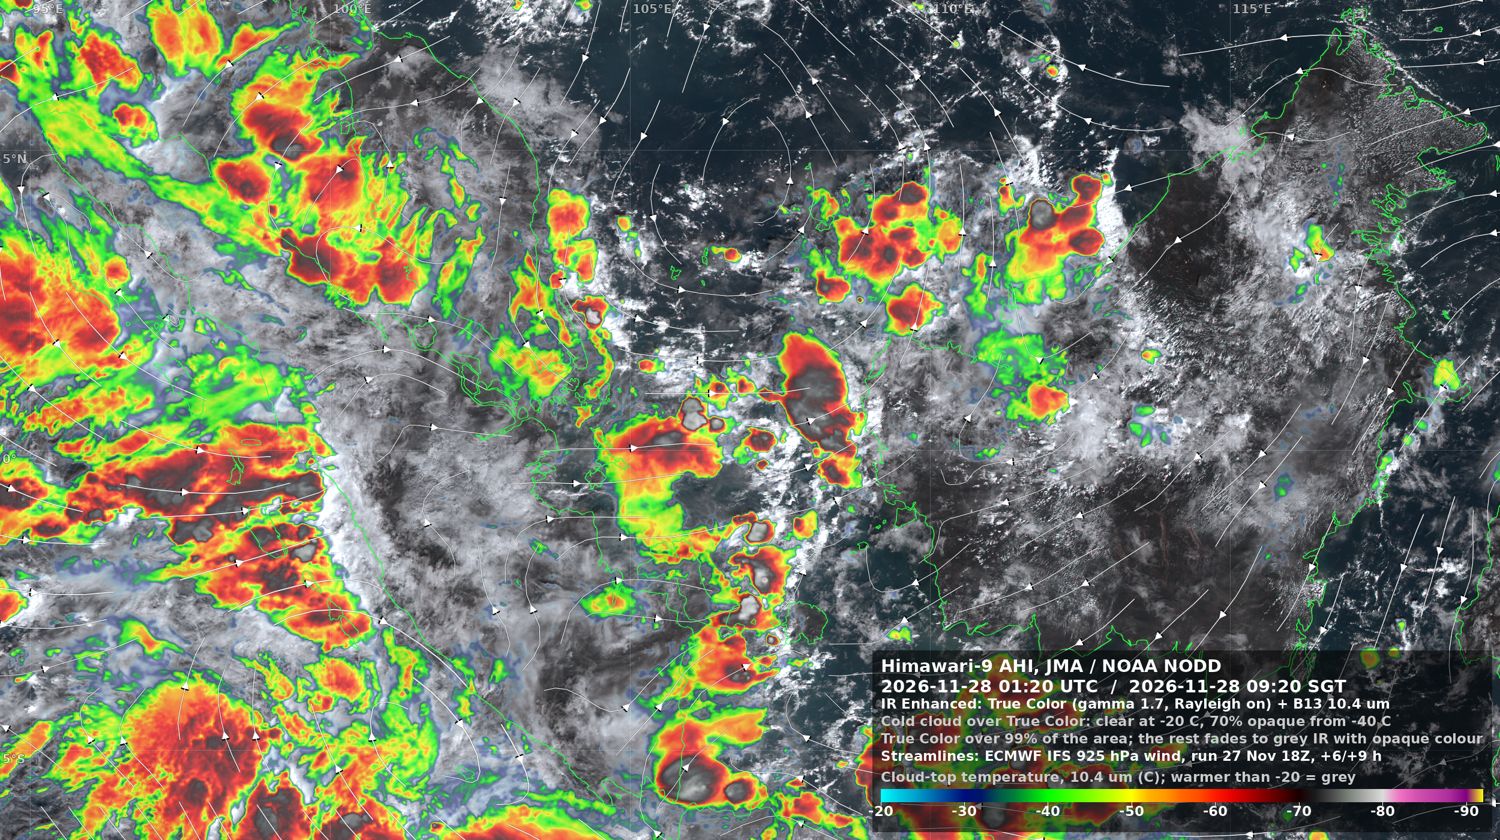 95°E 100°E 105°E 110°E 115°E
5°N
0°
5°S
Himawari-9 AHI, JMA / NOAA NODD
2026-11-28 01:20 UTC / 2026-11-28 09:20 SGT
IR Enhanced: True Color (gamma 1.7, Rayleigh on) + B13 10.4 um
Cold cloud over True Color: clear at -20 C, 70% opaque from -40 C
True Color over 99% of the area; the rest fades to grey IR with opaque colour
Streamlines: ECMWF IFS 925 hPa wind, run 27 Nov 18Z, +6/+9 h
Cloud-top temperature, 10.4 um (C); warmer than -20 = grey
-20 -30 -40 -50 -60 -70 -80 -90